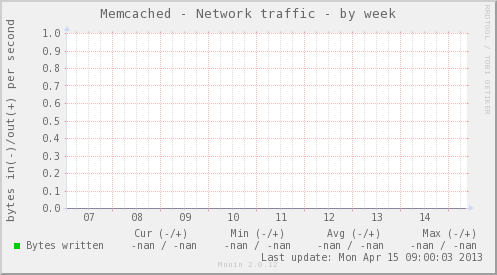 Memcached - Network traffic - by week
RRDTOOL / TOBI OETIKER
bytes in(-)/out(+) per second
1.0
0.9
0.8
0.7
0.6
0.5
0.4
0.3
0.2
0.1
0.0
07 08 09 10 11 12 13 14
Cur (-/+) Min (-/+) Avg (-/+) Max (-/+)
Bytes written -nan / -nan -nan / -nan -nan / -nan -nan / -nan
Last update: Mon Apr 15 09:00:03 2013
Munin 2.0.12